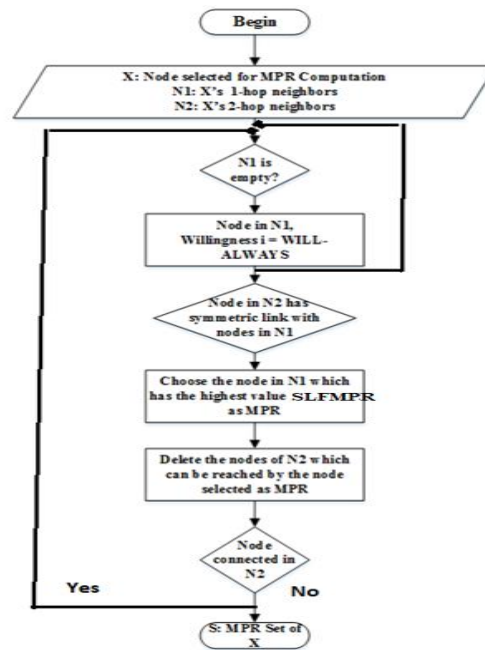 Begin
X: Node selected for MPR Computation
N1: X's 1-hop neighbors
N2: X's 2-hop neighbors
N1 is
empty?
Node in N1,
Willingness i = WILL-
ALWAYS
Node in N2 has
symmetric link with
nodes in N1
Choose the node in N1 which
has the highest value SLFMPR
as MPR
Delete the nodes of N2 which
can be reached by the node
selected as MPR
Node
connected in
N2
Yes
No
S: MPR Set of
X